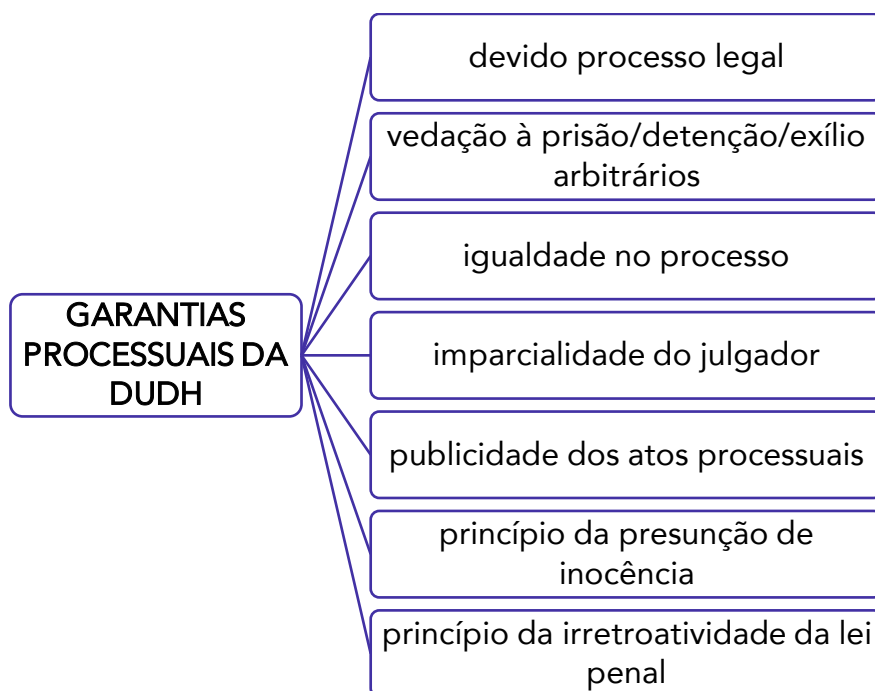 devido processo legal
vedação à prisão/detenção/exílio
arbitrários
igualdade no processo
GARANTIAS
PROCESSUAIS DA
DUDH
imparcialidade do julgador
publicidade dos atos processuais
princípio da presunção de
inocência
princípio da irretroatividade da lei
penal